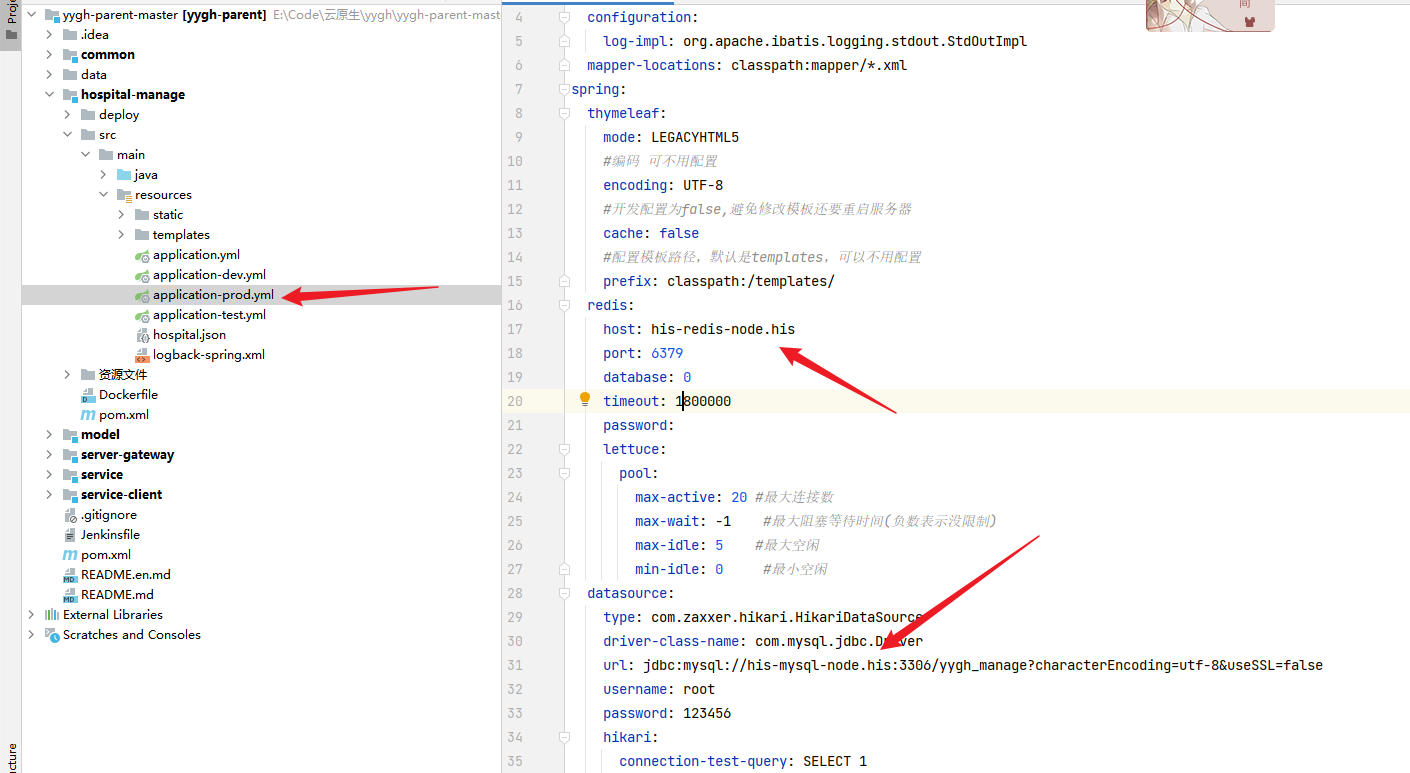 Proj
yygh-parent-master [yygh-parent] E:\Code\云原生\yygh\yygh-parent-mast
.idea
common
data
hospital-manage
deploy
src
main
java
resources
static
templates
application.yml
application-dev.yml
application-prod.yml
application-test.yml
hospital.json
logback-spring.xml
资源文件
Dockerfile
pom.xml
model
server-gateway
service
service-client
.gitignore
Jenkinsfile
pom.xml
README.en.md
README.md
External Libraries
Scratches and Consoles
cture
4 configuration:
5 log-impl: org.apache.ibatis.logging.stdout.StdOutImpl
6 mapper-locations: classpath:mapper/*.xml
7 spring:
8 thymeleaf:
9 mode: LEGACYHTML5
10 #编码 可不用配置
11 encoding: UTF-8
12 #开发配置为false,避免修改模板还要重启服务器
13 cache: false
14 #配置模板路径，默认是templates，可以不用配置
15 prefix: classpath:/templates/
16 redis:
17 host: his-redis-node.his
18 port: 6379
19 database: 0
20 timeout: 1800000
21 password:
22 lettuce:
23 pool:
24 max-active: 20 #最大连接数
25 max-wait: -1 #最大阻塞等待时间(负数表示没限制)
26 max-idle: 5 #最大空闲
27 min-idle: 0 #最小空闲
28 datasource:
29 type: com.zaxxer.hikari.HikariDataSource
30 driver-class-name: com.mysql.jdbc.Driver
31 url: jdbc:mysql://his-mysql-node.his:3306/yygh_manage?characterEncoding=utf-8&useSSL=false
32 username: root
33 password: 123456
34 hikari:
35 connection-test-query: SELECT 1
间